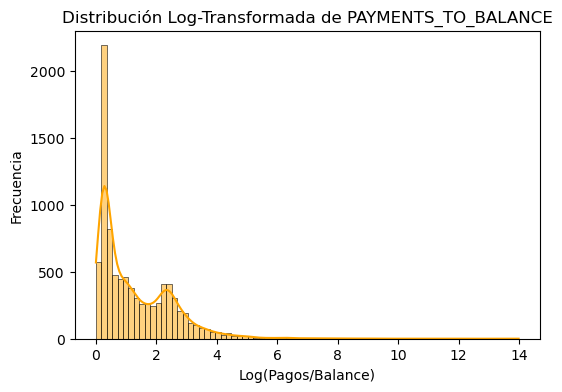 Distribución Log-Transformada de PAYMENTS_TO_BALANCE
Frecuencia
2000
1500
1000
500
0
0 2 4 6 8 10 12 14
Log(Pagos/Balance)